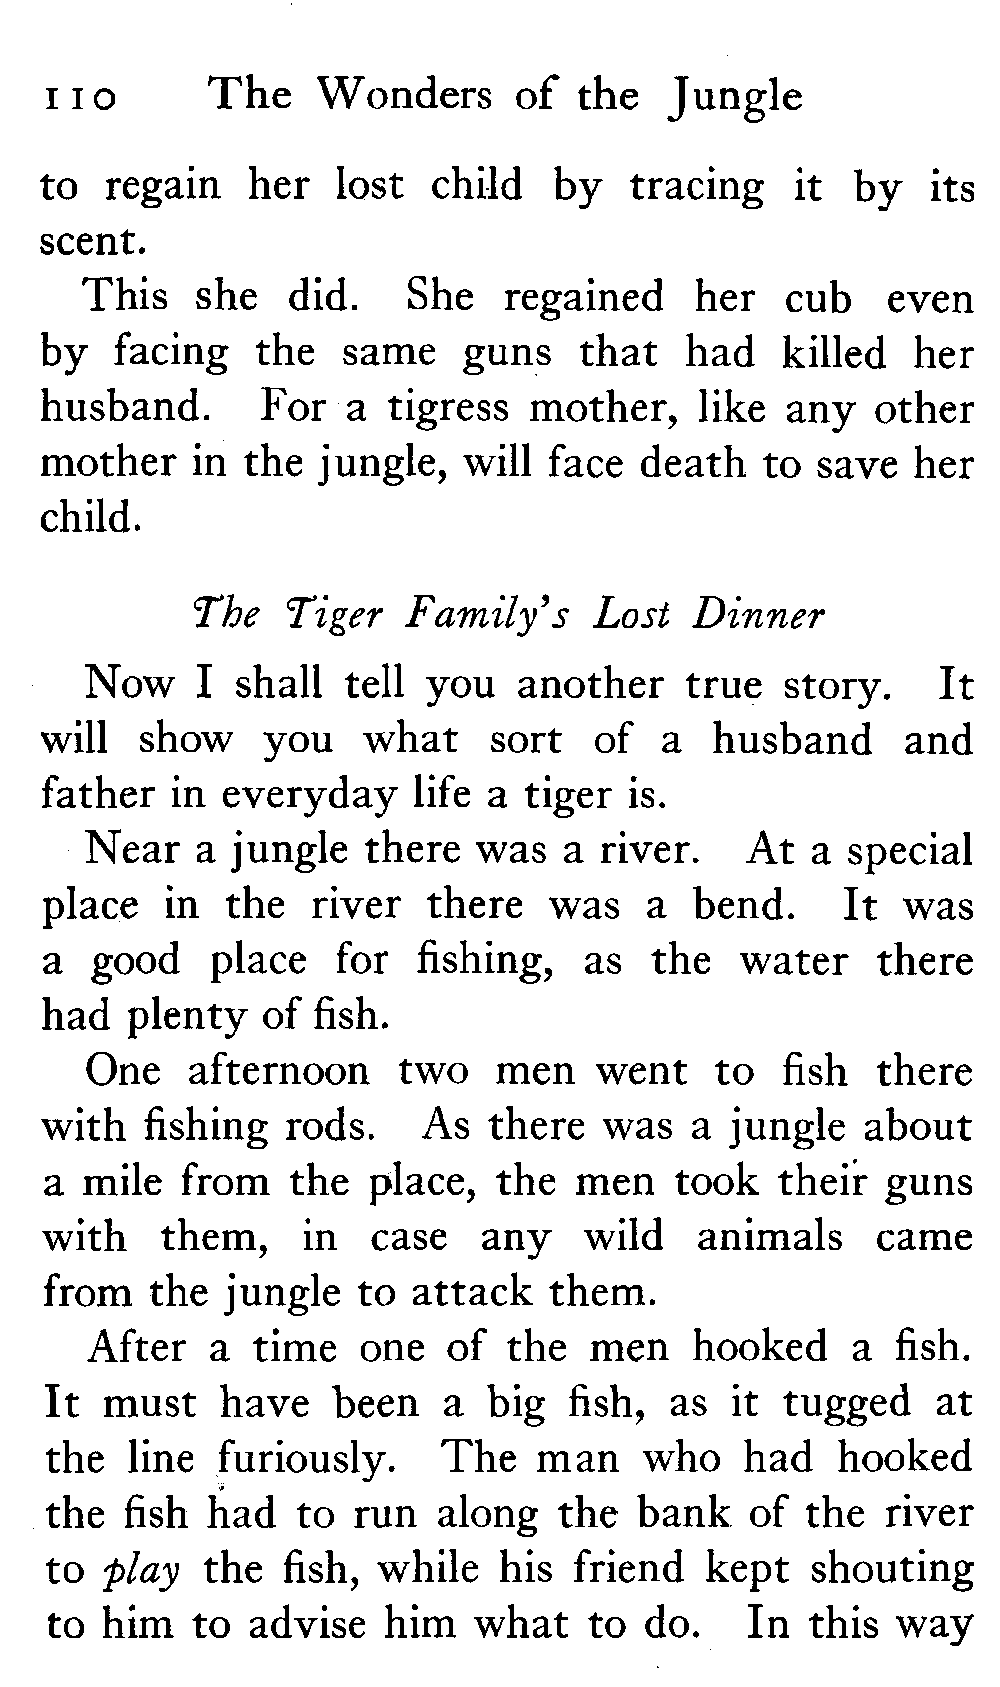 110 The Wonders of the Jungle
to regain her lost child by tracing it by its
scent.
This she did. She regained her cub even
by facing the same guns that had killed her
husband. For a tigress mother, like any other
mother in the jungle, will face death to save her
child.
The Tiger Family's Lost Dinner
Now I shall tell you another true story. It
will show you what sort of a husband and
father in everyday life a tiger is.
Near a jungle there was a river. At a special
place in the river there was a bend. It was
a good place for fishing, as the water there
had plenty of fish.
One afternoon two men went to fish there
with fishing rods. As there was a jungle about
a mile from the place, the men took their guns
with them, in case any wild animals came
from the jungle to attack them.
After a time one of the men hooked a fish.
It must have been a big fish, as it tugged at
the line furiously. The man who had hooked
the fish had to run along the bank of the river
to play the fish, while his friend kept shouting
to him to advise him what to do. In this way